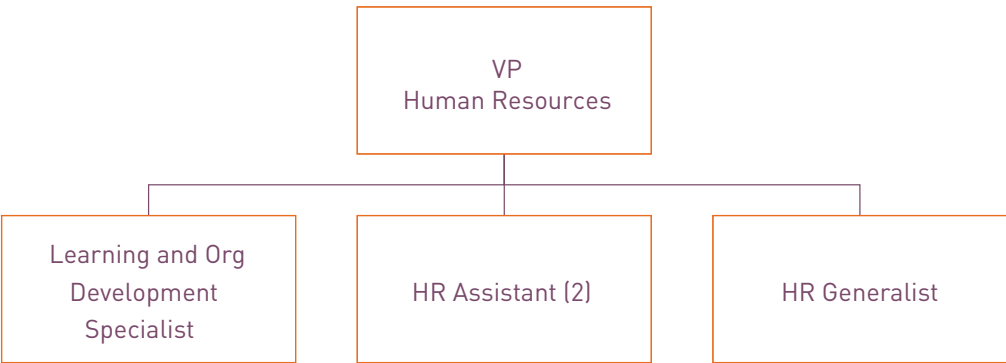 VP
Human Resources
Learning and Org
Development
Specialist
HR Assistant (2)
HR Generalist